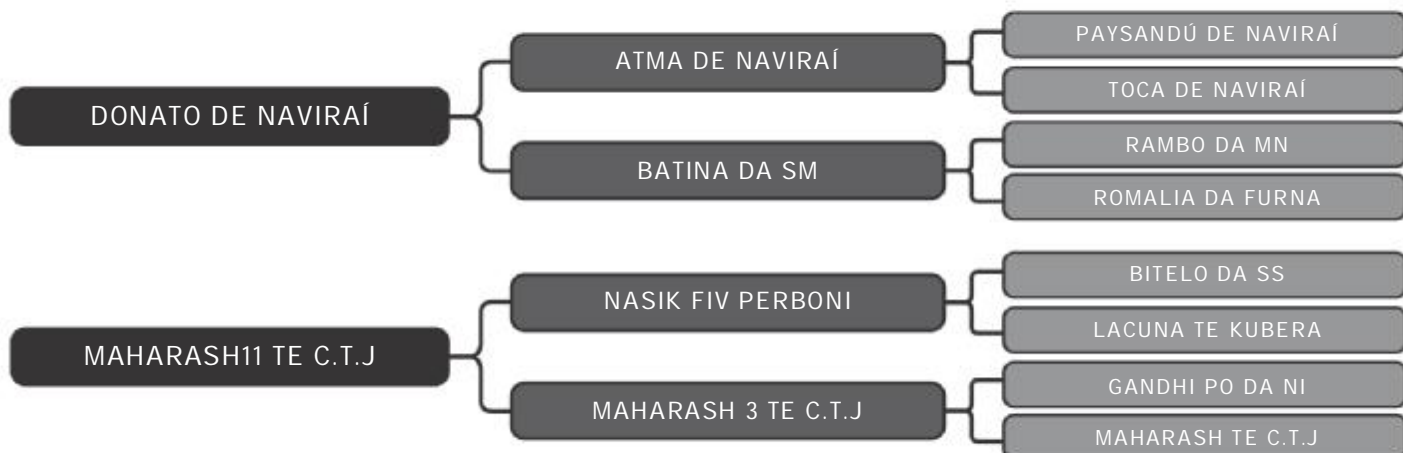 DONATO DE NAVIRAÍ
ATMA DE NAVIRAÍ
PAYSANDÚ DE NAVIRAÍ
TOCA DE NAVIRAÍ
BATINA DA SM
RAMBO DA MN
ROMALIA DA FURNA
MAHARASH11 TE C.T.J
NASIK FIV PERBONI
BITELO DA SS
LACUNA TE KUBERA
MAHARASH 3 TE C.T.J
GANDHI PO DA NI
MAHARASH TE C.T.J